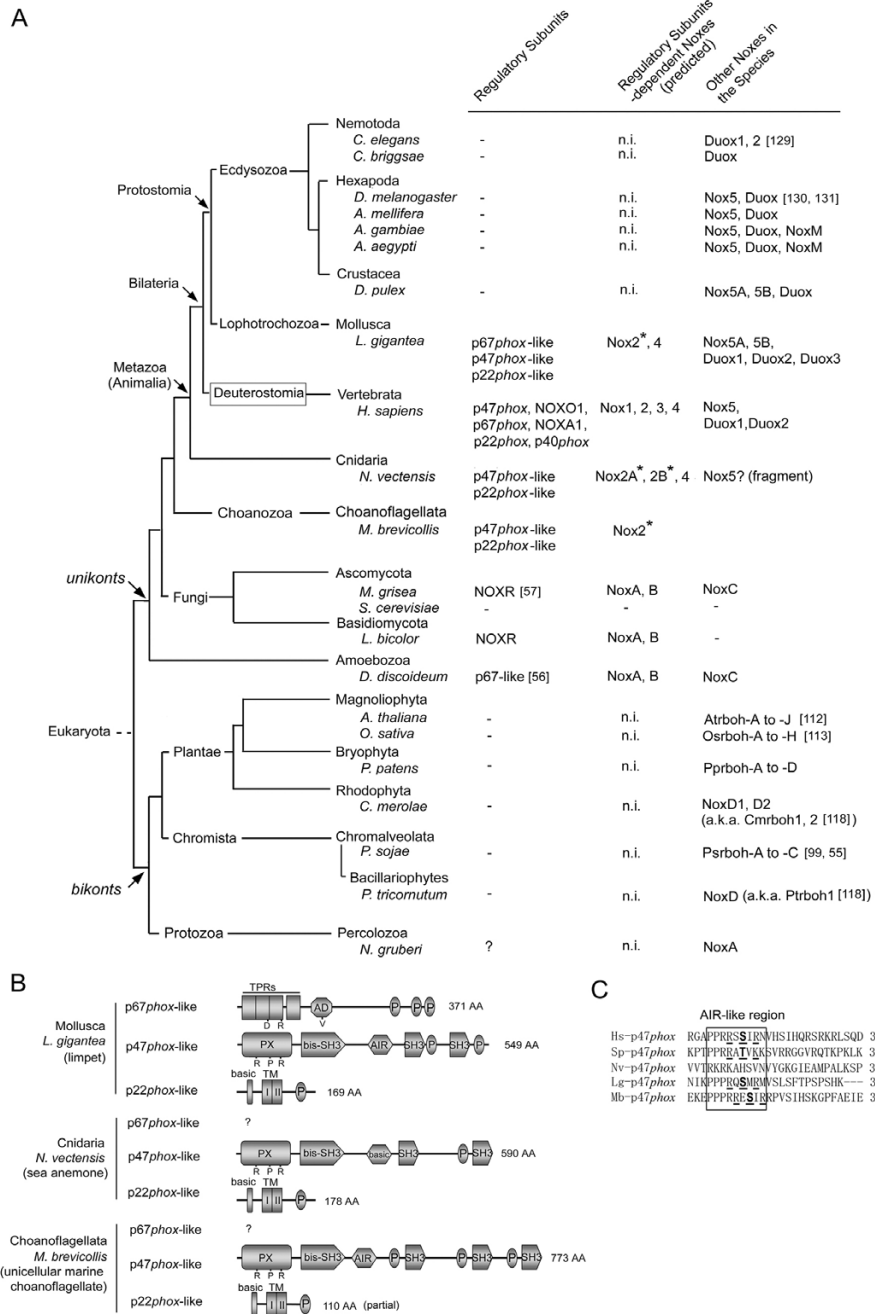 A
Regulatory Subunits
Regulatory Subunits
-dependent Noxes
(predicted)
Other Noxes in
the Species
Nemotoda
C. elegans - n.i. Duox1, 2 [129]
C. briggsae - n.i. Duox
Ecdysozoa
Protostomia
Hexapoda
D. melanogaster - n.i. Nox5, Duox [130, 131]
A. mellifera - n.i. Nox5, Duox
A. gambiae - n.i. Nox5, Duox, NoxM
A. aegypti - n.i. Nox5, Duox, NoxM
Crustacea
D. pulex - n.i. Nox5A, 5B, Duox
Bilateria
Lophotrochozoa Mollusca
L. gigantea p67phox-like Nox2*, 4 Nox5A, 5B,
p47phox-like Duox1, Duox2, Duox3
p22phox-like
Metazoa
(Animalia)
Deuterostomia Vertebrata
H. sapiens p47phox, NOXO1, Nox1, 2, 3, 4 Nox5,
p67phox, NOXA1, Duox1,Duox2
p22phox, p40phox
Cnidaria
N. vectensis p47phox-like Nox2A*, 2B*, 4 Nox5? (fragment)
p22phox-like
Choanozoa Choanoflagellata
M. brevicollis p47phox-like Nox2*
p22phox-like
unikonts
Ascomycota
Fungi
M. grisea NOXR [57] NoxA, B NoxC
S. cerevisiae - - -
Basidiomycota
L. bicolor NOXR NoxA, B -
Amoebozoa
D. discoideum p67-like [56] NoxA, B NoxC
Eukaryota
Magnoliophyta
A. thaliana - n.i. Atrboh-A to -J [112]
O. sativa - n.i. Osrboh-A to -H [113]
Plantae Bryophyta
P. patens - n.i. Pprboh-A to -D
Rhodophyta
C. merolae - n.i. NoxD1, D2
(a.k.a. Cmrboh1, 2 [118])
Chromista Chromalveolata
P. sojae - n.i. Psrboh-A to -C [99, 55]
bikonts
Bacillariophytes
P. tricornutum - n.i. NoxD (a.k.a. Ptrboh1 [118])
Protozoa Percolozoa
N. gruberi ? n.i. NoxA
B
Mollusca
L. gigantea
(limpet)
TPRs
p67phox-like AD P P P 371 AA
D R V
p47phox-like PX bis-SH3 AIR SH3 P SH3 P 549 AA
R P R
basic TM
p22phox-like I II P 169 AA
Cnidaria
N. vectensis
(sea anemone)
p67phox-like ?
p47phox-like PX bis-SH3 basic SH3 P SH3 590 AA
R P R
basic TM
p22phox-like I II P 178 AA
Choanoflagellata
M. brevicollis
(unicellular marine
choanoflagellate)
p67phox-like ?
p47phox-like PX bis-SH3 AIR P SH3 P SH3 P SH3 773 AA
R P R
basic TM
p22phox-like I II P 110 AA (partial)
C
AIR-like region
Hs-p47phox RGAPPRRSSIRNVHSIHQRSRKRLSQD 3
Sp-p47phox KPTPPRRATVKKSVRRGGVRQTKPKLK 3
Nv-p47phox VVTRKRKAHSVNVYGKGIEAMPALKSP 3
Lg-p47phox NIKPPPRQSMRMVSLSFTPSPSHK--- 3
Mb-p47phox EKEPPPRRESIRRPVSIHSKGPFAEIE 3